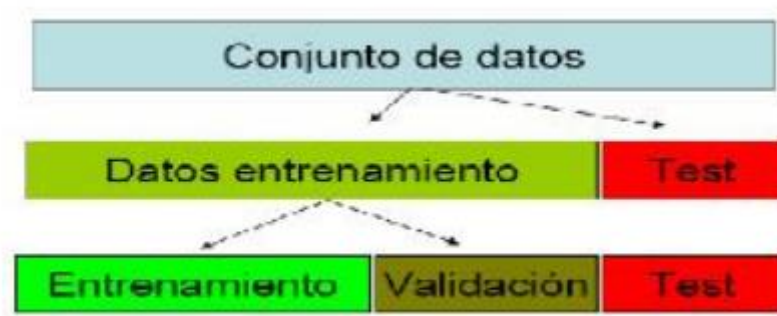 Conjunto de datos
Datos entrenamiento Test
Entrenamiento Validación Test